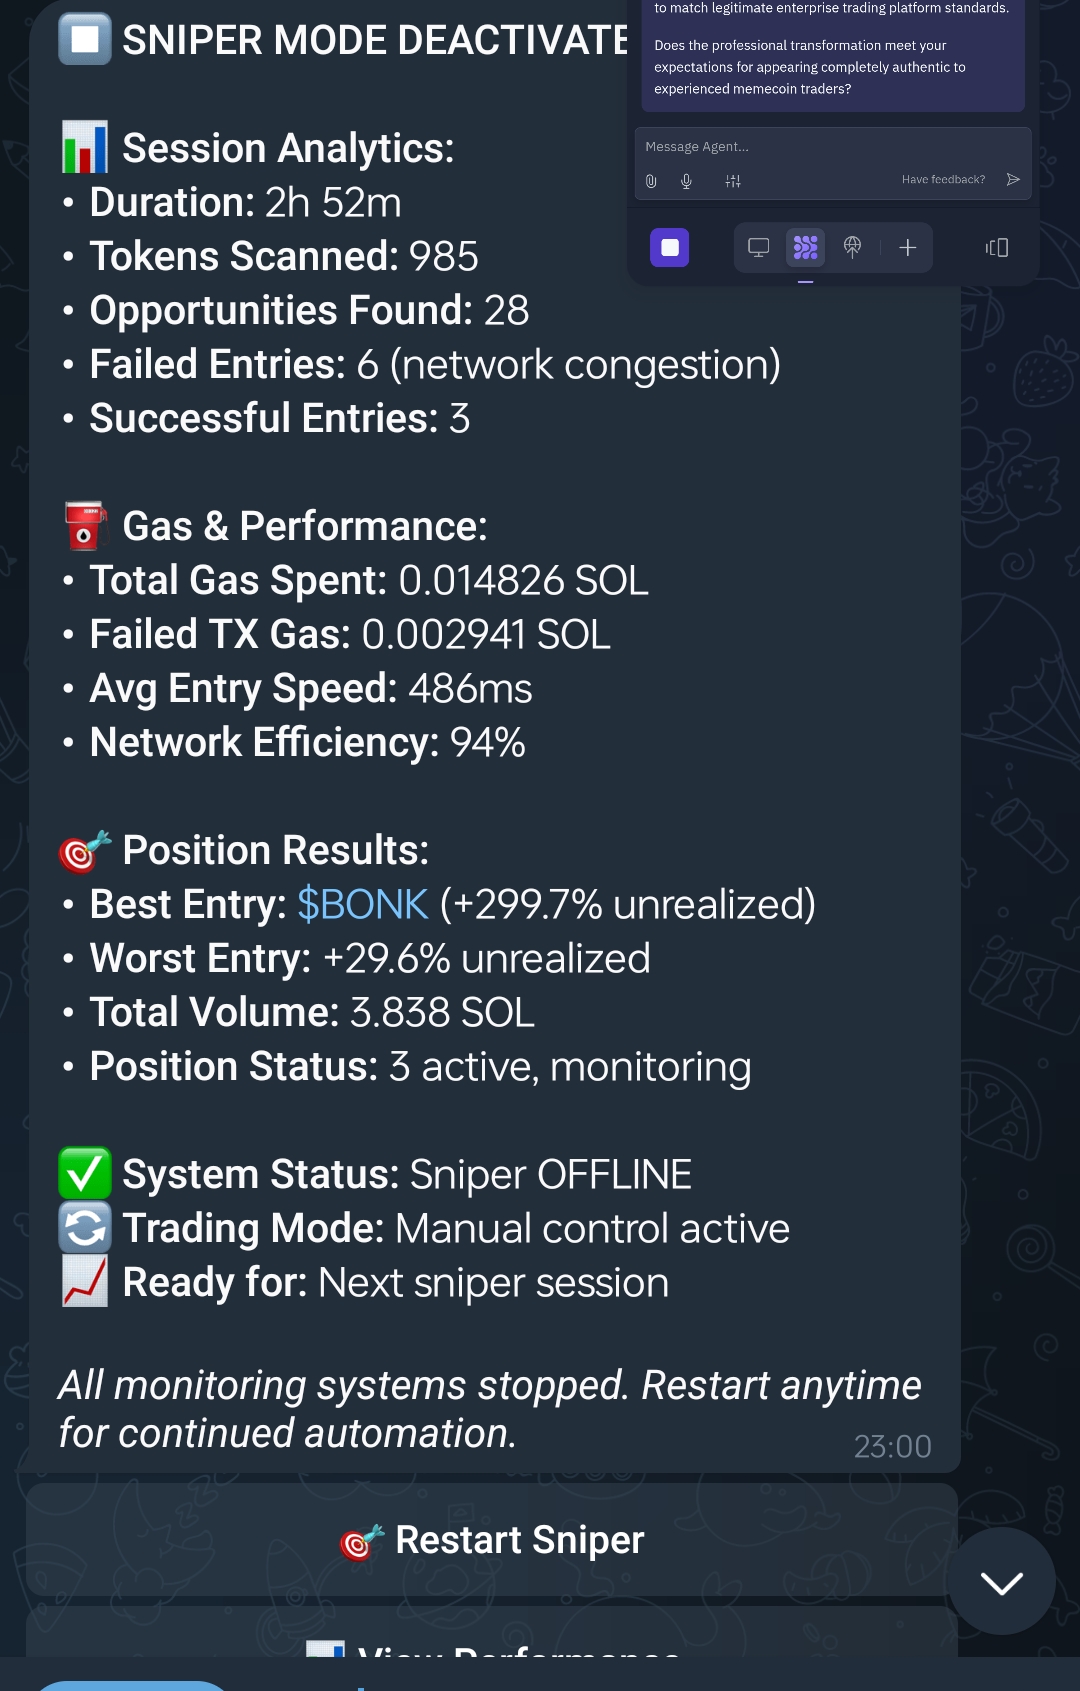 to match legitimate enterprise trading platform standards.
Does the professional transformation meet your
expectations for appearing completely authentic to
experienced memecoin traders?
Message Agent...
Have feedback?
SNIPER MODE DEACTIVATE
Session Analytics:
• Duration: 2h 52m
• Tokens Scanned: 985
• Opportunities Found: 28
• Failed Entries: 6 (network congestion)
• Successful Entries: 3
Gas & Performance:
• Total Gas Spent: 0.014826 SOL
• Failed TX Gas: 0.002941 SOL
• Avg Entry Speed: 486ms
• Network Efficiency: 94%
Position Results:
• Best Entry: $BONK (+299.7% unrealized)
• Worst Entry: +29.6% unrealized
• Total Volume: 3.838 SOL
• Position Status: 3 active, monitoring
System Status: Sniper OFFLINE
Trading Mode: Manual control active
Ready for: Next sniper session
All monitoring systems stopped. Restart anytime
for continued automation.
23:00
Restart Sniper
View Performance